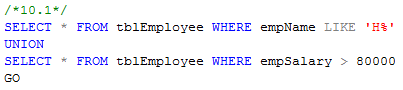 /*10.1*/
SELECT * FROM tblEmployee WHERE empName LIKE 'H%'
UNION
SELECT * FROM tblEmployee WHERE empSalary > 80000
GO